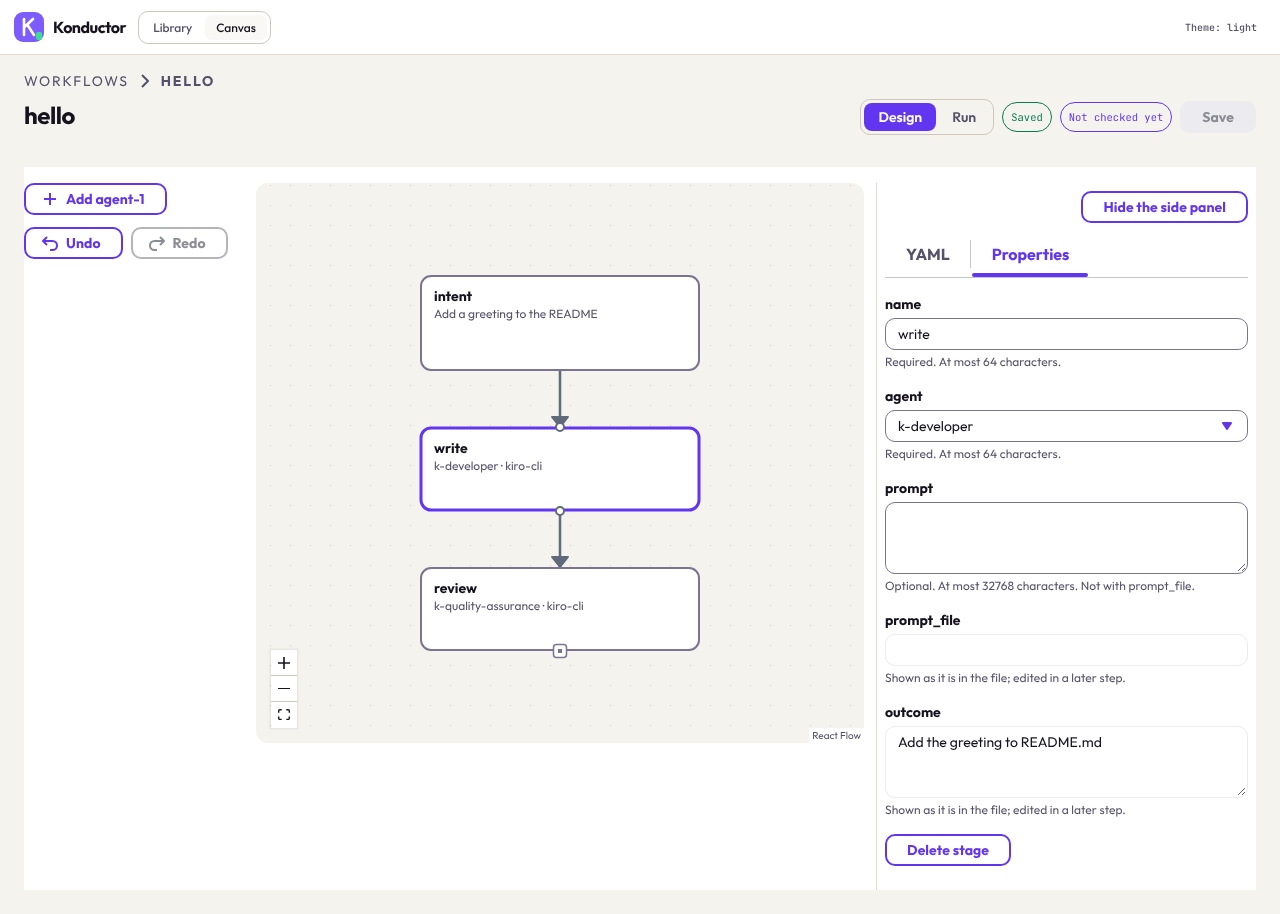 Konductor
Library
Canvas
Theme: light
WORKFLOWS > HELLO
hello
Design
Run
Saved
Not checked yet
Save
Add agent-1
Undo
Redo
intent
Add a greeting to the README
write
k-developer · kiro-cli
review
k-quality-assurance · kiro-cli
React Flow
Hide the side panel
YAML
Properties
name
write
Required. At most 64 characters.
agent
k-developer
Required. At most 64 characters.
prompt
Optional. At most 32768 characters. Not with prompt_file.
prompt_file
Shown as it is in the file; edited in a later step.
outcome
Add the greeting to README.md
Shown as it is in the file; edited in a later step.
Delete stage